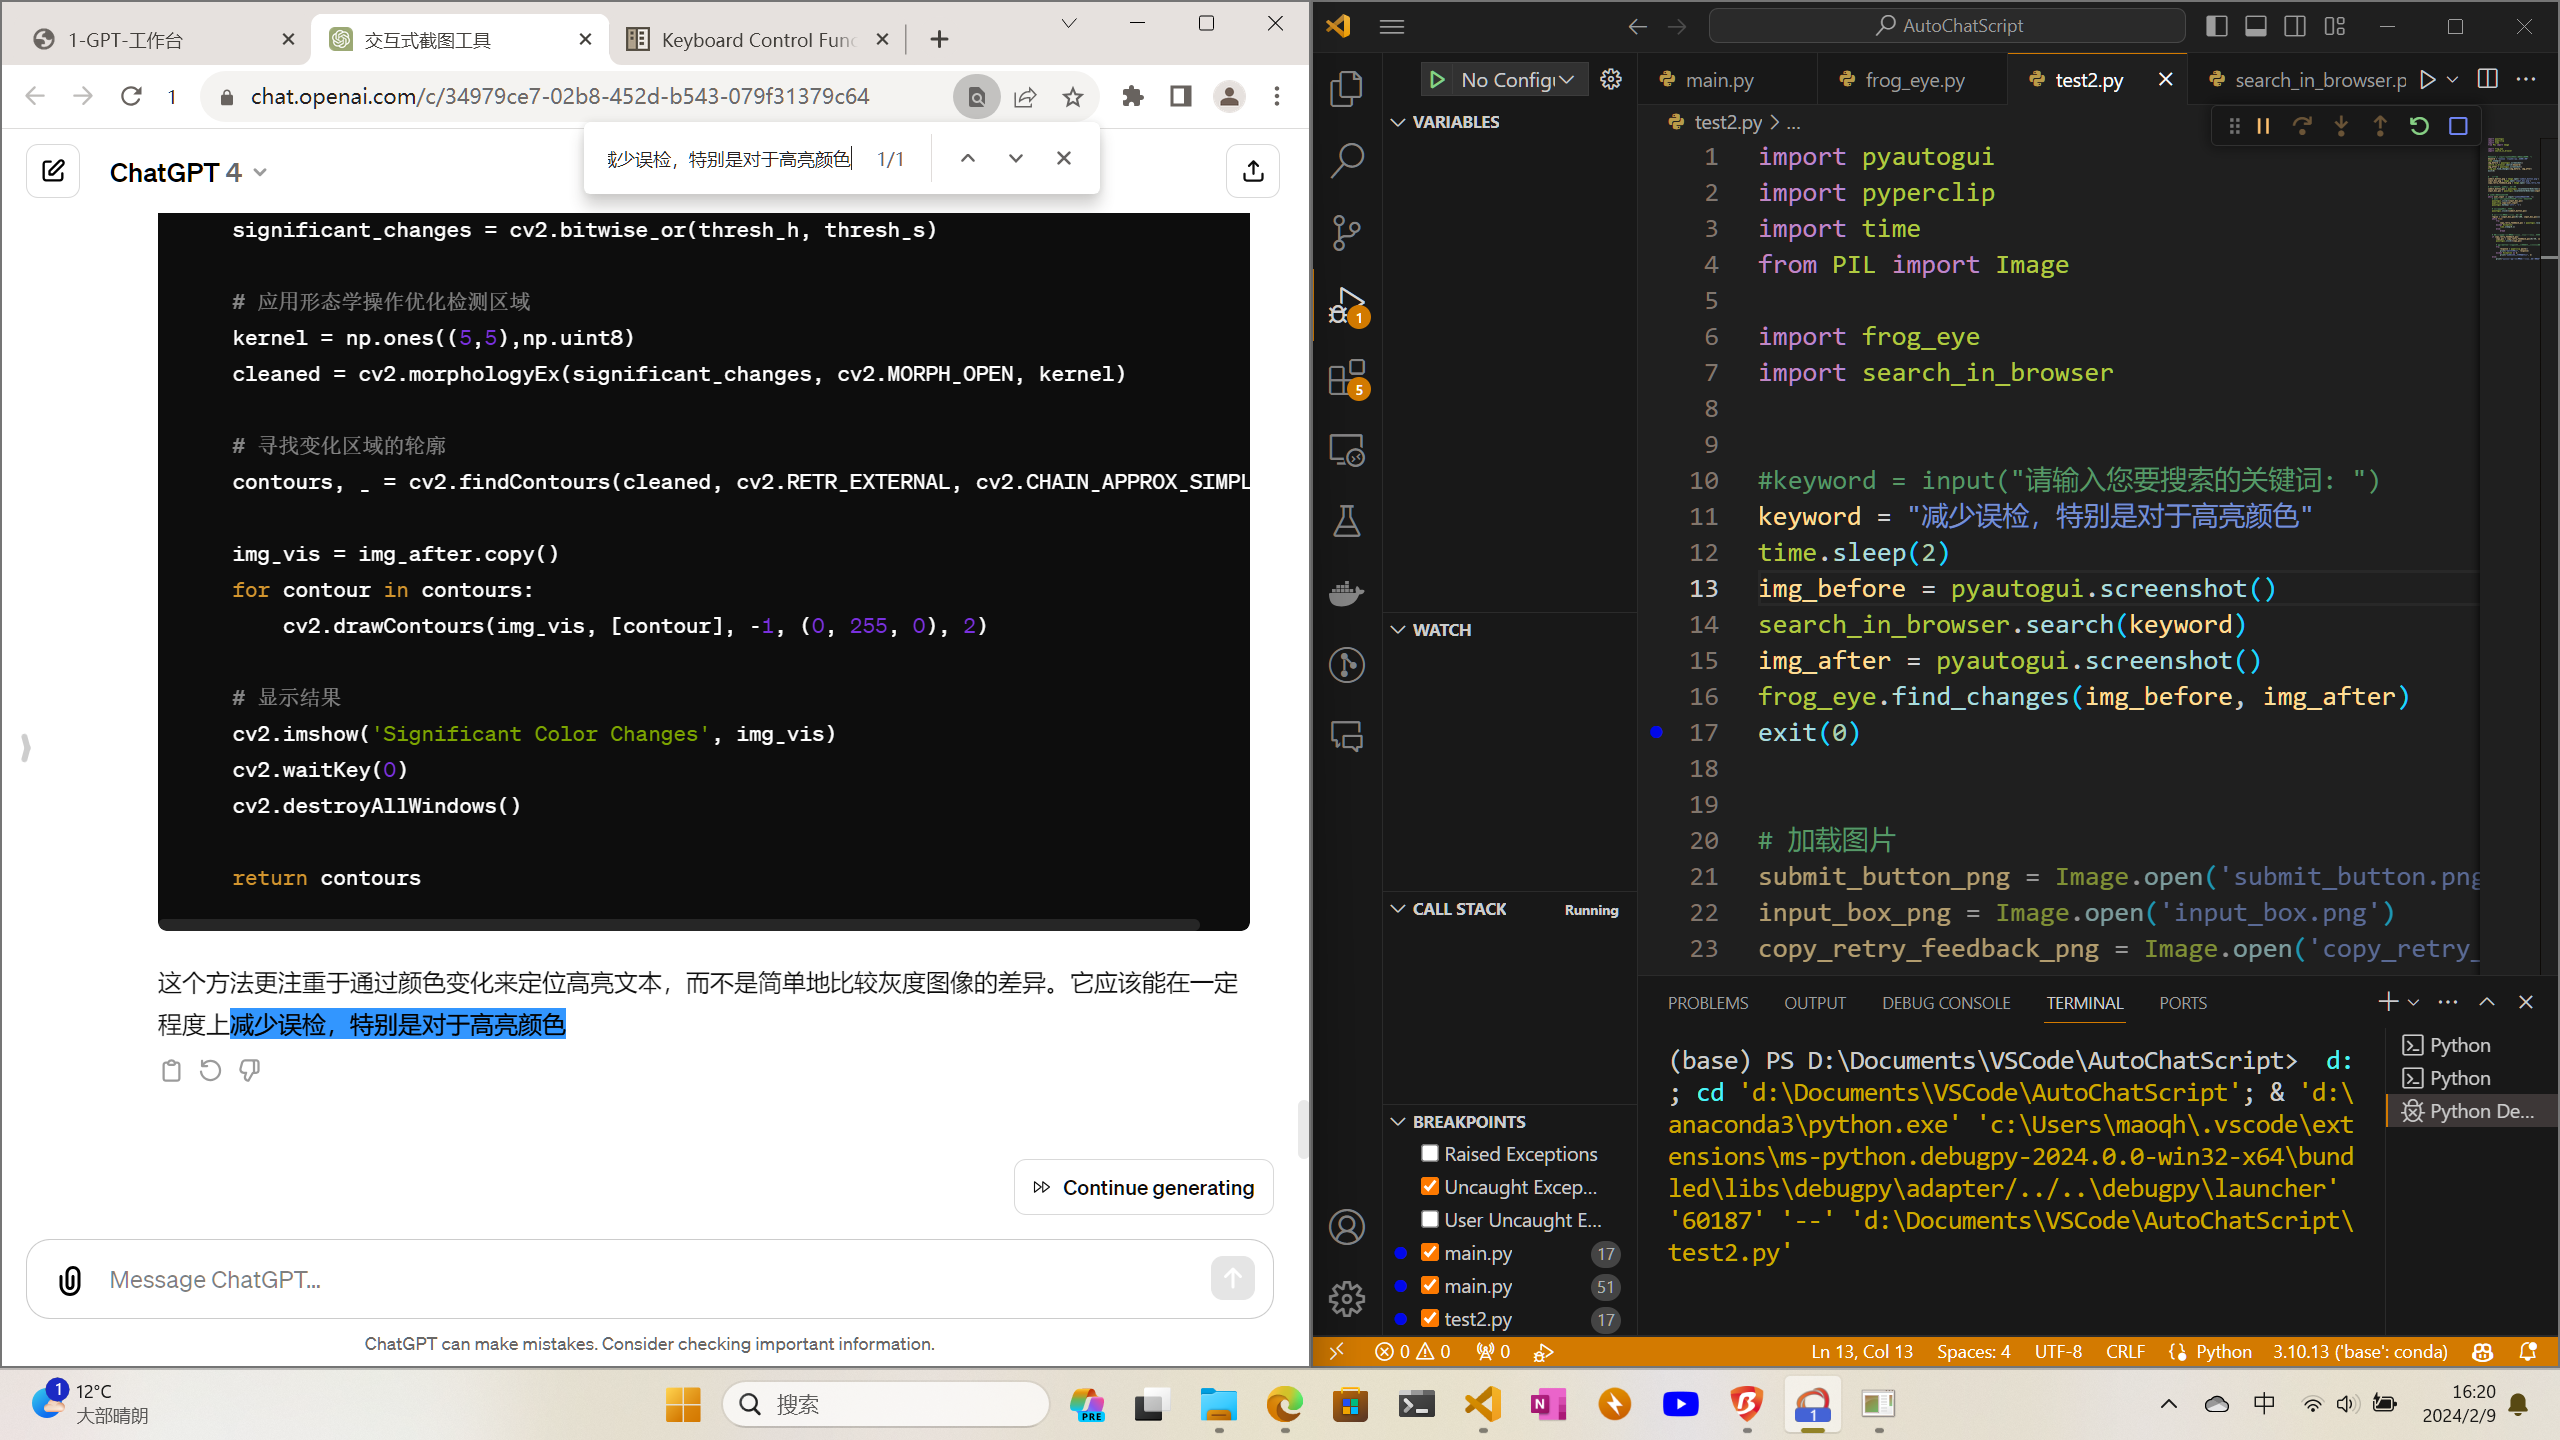 1-GPT-工作台
交互式截图工具
Keyboard Control Func
1
chat.openai.com/c/34979ce7-02b8-452d-b543-079f31379c64
减少误检，特别是对于高亮颜色 1/1
ChatGPT 4
significant_changes = cv2.bitwise_or(thresh_h, thresh_s)
# 应用形态学操作优化检测区域
kernel = np.ones((5,5),np.uint8)
cleaned = cv2.morphologyEx(significant_changes, cv2.MORPH_OPEN, kernel)
# 寻找变化区域的轮廓
contours, _ = cv2.findContours(cleaned, cv2.RETR_EXTERNAL, cv2.CHAIN_APPROX_SIMPL
img_vis = img_after.copy()
for contour in contours:
cv2.drawContours(img_vis, [contour], -1, (0, 255, 0), 2)
# 显示结果
cv2.imshow('Significant Color Changes', img_vis)
cv2.waitKey(0)
cv2.destroyAllWindows()
return contours
这个方法更注重于通过颜色变化来定位高亮文本，而不是简单地比较灰度图像的差异。它应该能在一定
程度上减少误检，特别是对于高亮颜色
Continue generating
Message ChatGPT...
ChatGPT can make mistakes. Consider checking important information.
AutoChatScript
1
5
No Config
VARIABLES
WATCH
CALL STACK Running
BREAKPOINTS
Raised Exceptions
Uncaught Excep...
User Uncaught E...
main.py 17
main.py 51
test2.py 17
main.py
frog_eye.py
test2.py
search_in_browser.p
test2.py > ...
1 import pyautogui
2 import pyperclip
3 import time
4 from PIL import Image
5
6 import frog_eye
7 import search_in_browser
8
9
10 #keyword = input("请输入您要搜索的关键词: ")
11 keyword = "减少误检，特别是对于高亮颜色"
12 time.sleep(2)
13 img_before = pyautogui.screenshot()
14 search_in_browser.search(keyword)
15 img_after = pyautogui.screenshot()
16 frog_eye.find_changes(img_before, img_after)
17 exit(0)
18
19
20 # 加载图片
21 submit_button_png = Image.open('submit_button.png
22 input_box_png = Image.open('input_box.png')
23 copy_retry_feedback_png = Image.open('copy_retry_
PROBLEMS OUTPUT DEBUG CONSOLE TERMINAL PORTS
(base) PS D:\Documents\VSCode\AutoChatScript>  d:
; cd 'd:\Documents\VSCode\AutoChatScript'; & 'd:\
anaconda3\python.exe' 'c:\Users\maoqh\.vscode\ext
ensions\ms-python.debugpy-2024.0.0-win32-x64\bund
led\libs\debugpy\adapter/../..\debugpy\launcher'
'60187' '--' 'd:\Documents\VSCode\AutoChatScript\
test2.py'
Python
Python
Python De...
0 0 0
Ln 13, Col 13 Spaces: 4 UTF-8 CRLF Python 3.10.13 ('base': conda)
1
12°C
大部晴朗
搜索
PRE
1
中
16:20
2024/2/9